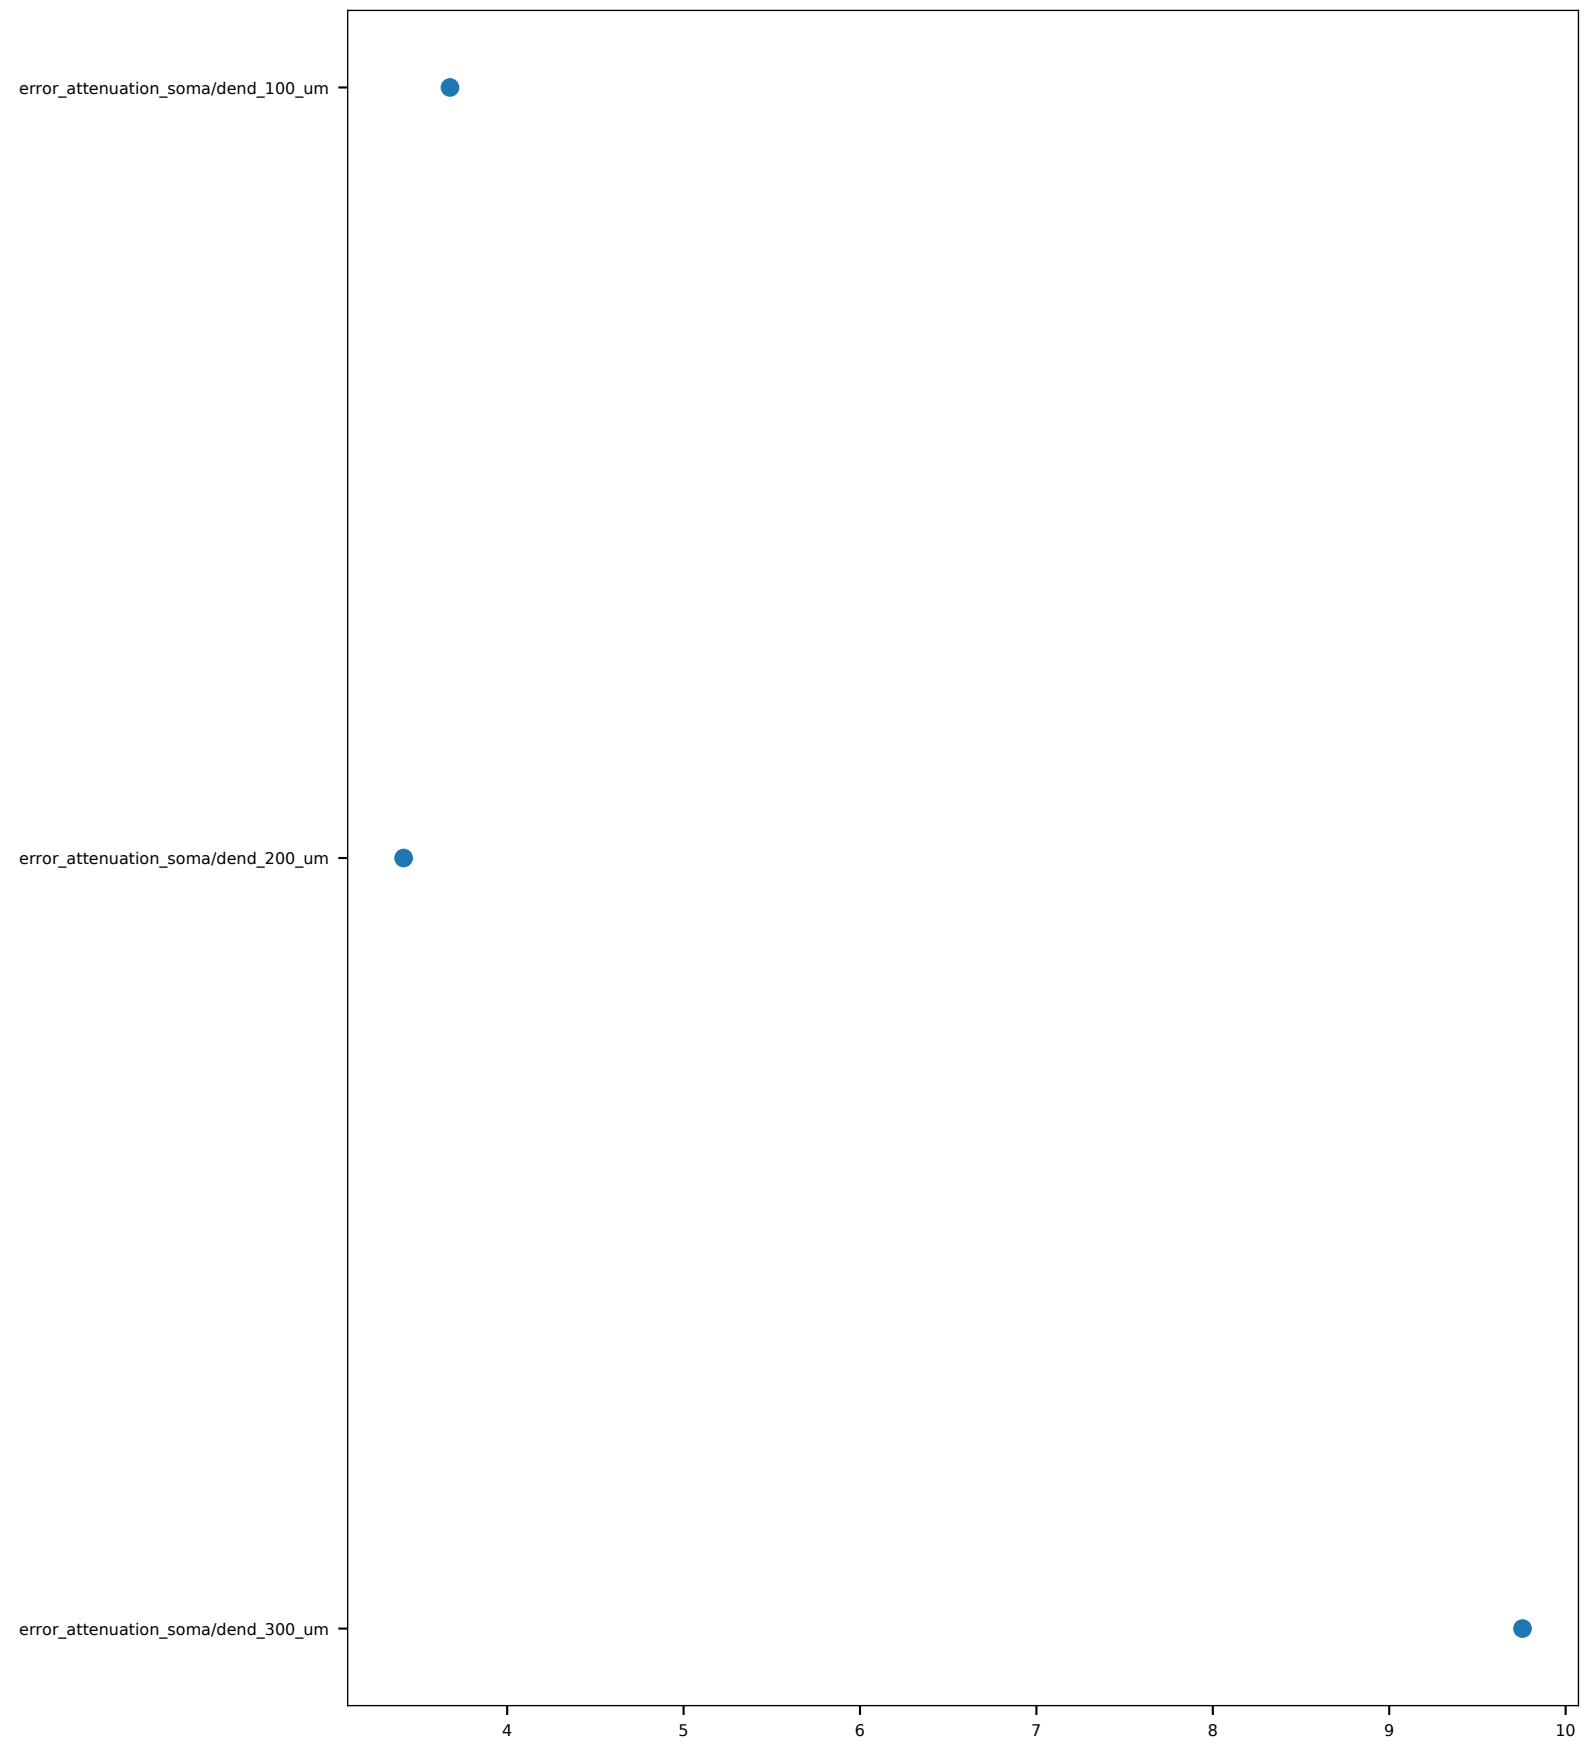 error_attenuation_soma/dend_100_um
error_attenuation_soma/dend_200_um
error_attenuation_soma/dend_300_um
4 5 6 7 8 9 10